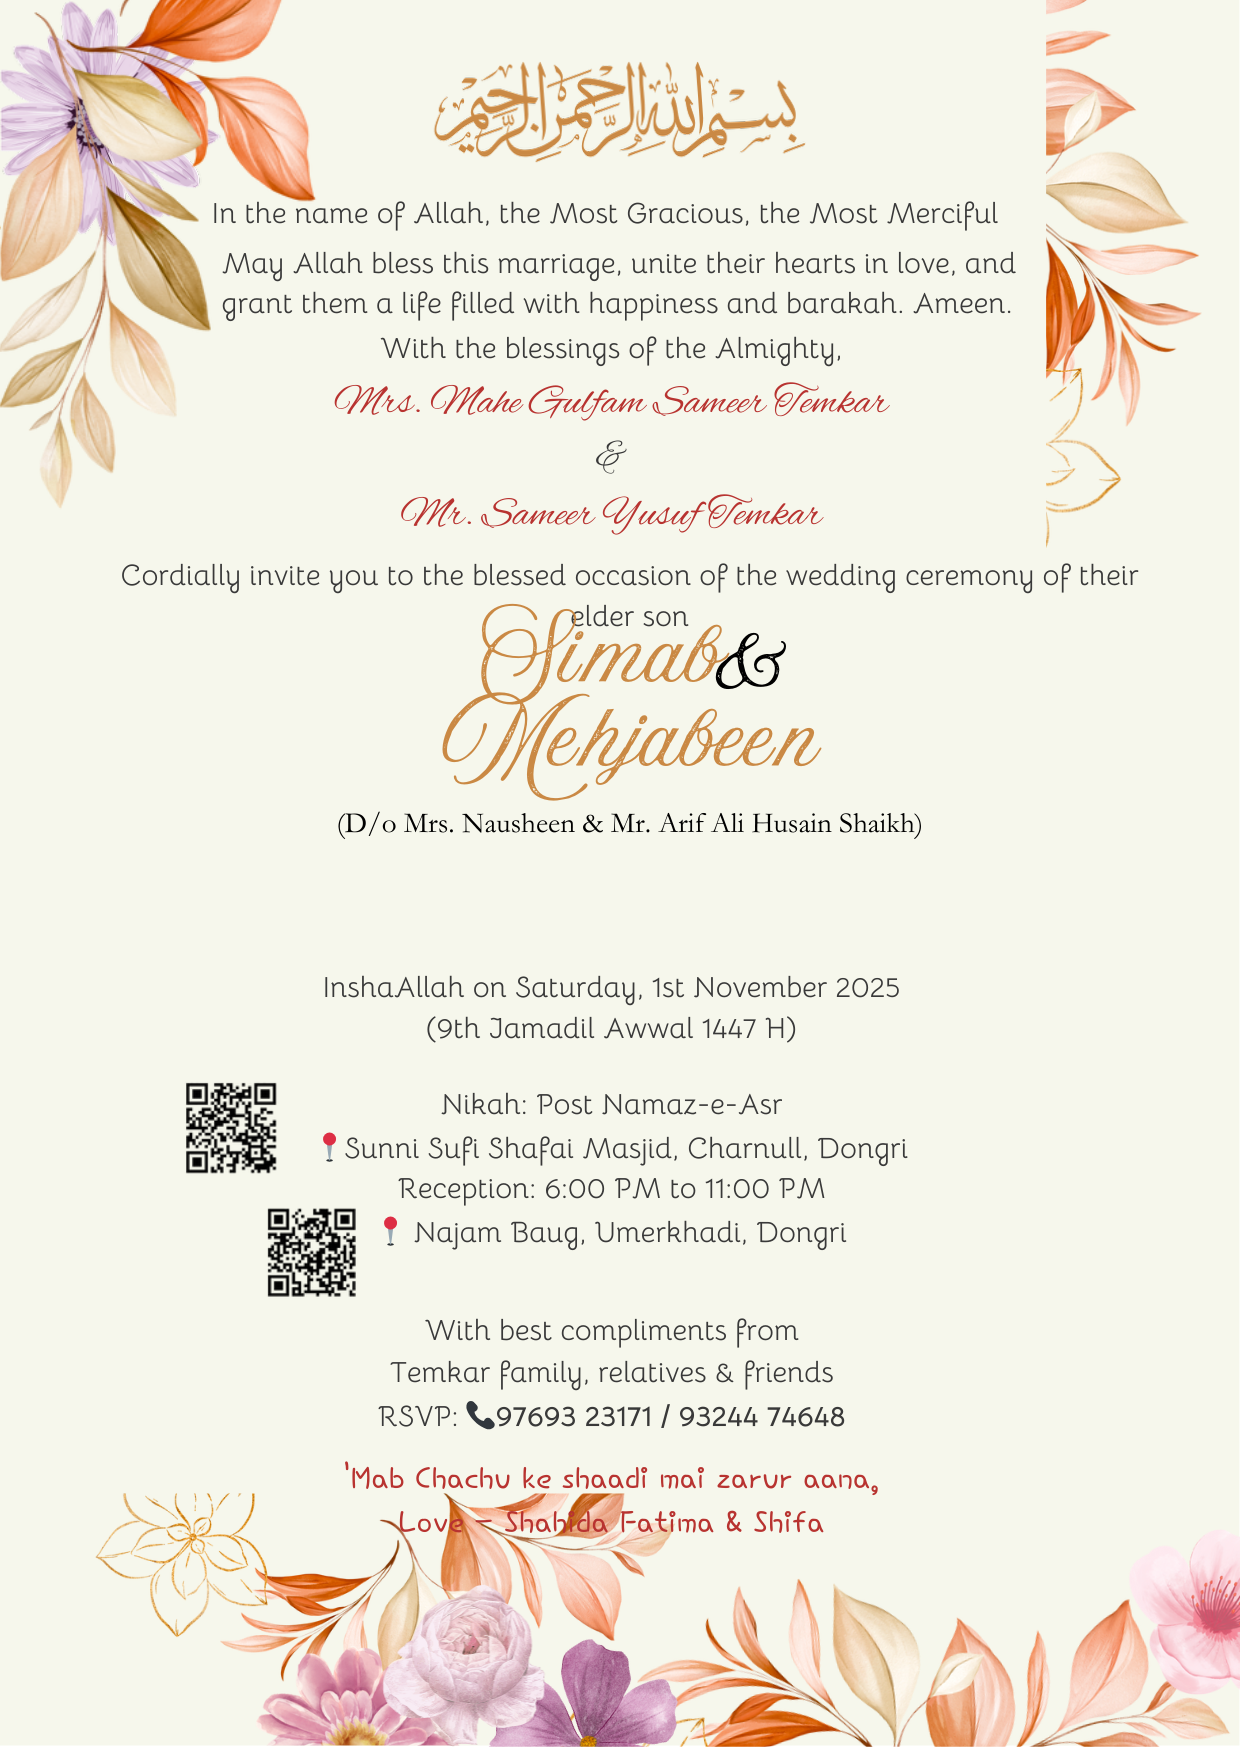 بِسْمِ اللهِ الرَّحْمٰنِ الرَّحِيْمِ
In the name of Allah, the Most Gracious, the Most Merciful
May Allah bless this marriage, unite their hearts in love, and
grant them a life filled with happiness and barakah. Ameen.
With the blessings of the Almighty,
Mrs. Mahe Gulfam Sameer Temkar
&
Mr. Sameer Yusuf Temkar
Cordially invite you to the blessed occasion of the wedding ceremony of their
elder son
Simab &
Mehjabeen
(D/o Mrs. Nausheen & Mr. Arif Ali Husain Shaikh)
InshaAllah on Saturday, 1st November 2025
(9th Jamadil Awwal 1447 H)
Nikah: Post Namaz-e-Asr
📍Sunni Sufi Shafai Masjid, Charnull, Dongri
Reception: 6:00 PM to 11:00 PM
📍 Najam Baug, Umerkhadi, Dongri
With best compliments from
Temkar family, relatives & friends
RSVP: 📞97693 23171 / 93244 74648
'Mab Chachu ke shaadi mai zarur aana,
Love - Shahida Fatima & Shifa